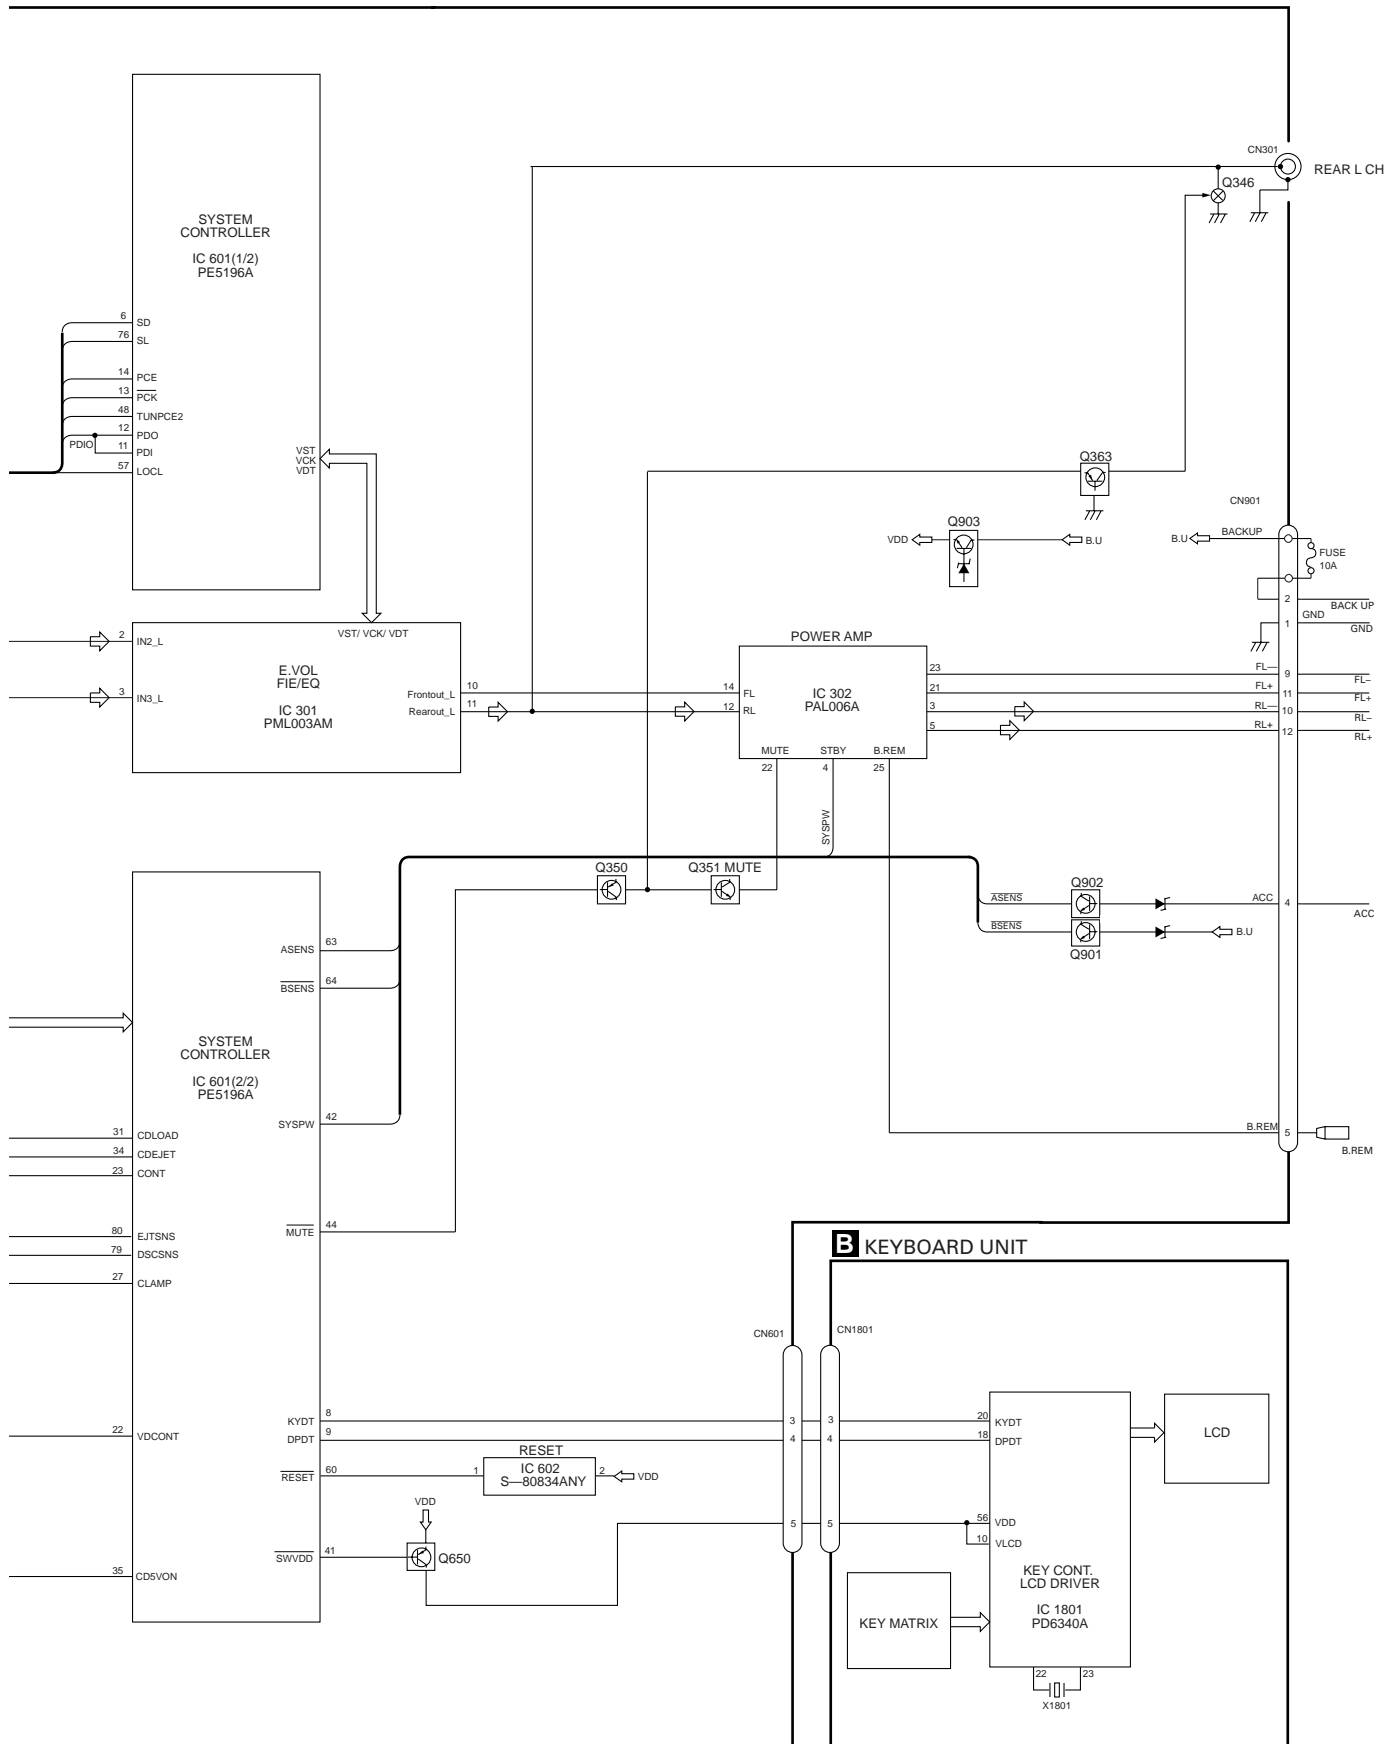 CN301
REAR L CH
Q346
SYSTEM
CONTROLLER
IC 601(1/2)
PE5196A
6 SD
76 SL
14 PCE
13 PCK
48 TUNPCE2
12 PDO
PDIO
11 PDI
57 LOCL
VST
VCK
VDT
Q363
CN901
Q903
VDD
B.U
B.U
BACKUP
FUSE
10A
2
BACK UP
GND
1
GND
VST/ VCK/ VDT
2 IN2_L
3 IN3_L
E.VOL
FIE/EQ
IC 301
PML003AM
Frontout_L 10
Rearout_L 11
POWER AMP
14 FL
12 RL
IC 302
PAL006A
23
21
3
5
FL— 9 FL–
FL+ 11 FL+
RL— 10 RL–
RL+ 12 RL+
MUTE STBY B.REM
22 4 25
SYSPW
Q350
Q351 MUTE
Q902
ASENS
ACC 4
ACC
BSENS
B.U
Q901
ASENS 63
BSENS 64
SYSTEM
CONTROLLER
IC 601(2/2)
PE5196A
SYSPW 42
31 CDLOAD
34 CDEJET
23 CONT
B.REM 5
B.REM
MUTE 44
80 EJTSNS
79 DSCSNS
27 CLAMP
B KEYBOARD UNIT
CN601
CN1801
KYDT 8
3 3
20 KYDT
DPDT 9
4 4
18 DPDT
22 VDCONT
LCD
RESET
RESET 60
1
IC 602
S—80834ANY
2
VDD
VDD
5 5
56 VDD
10 VLCD
SWVDD 41
Q650
35 CD5VON
KEY CONT.
LCD DRIVER
IC 1801
PD6340A
KEY MATRIX
22 23
X1801